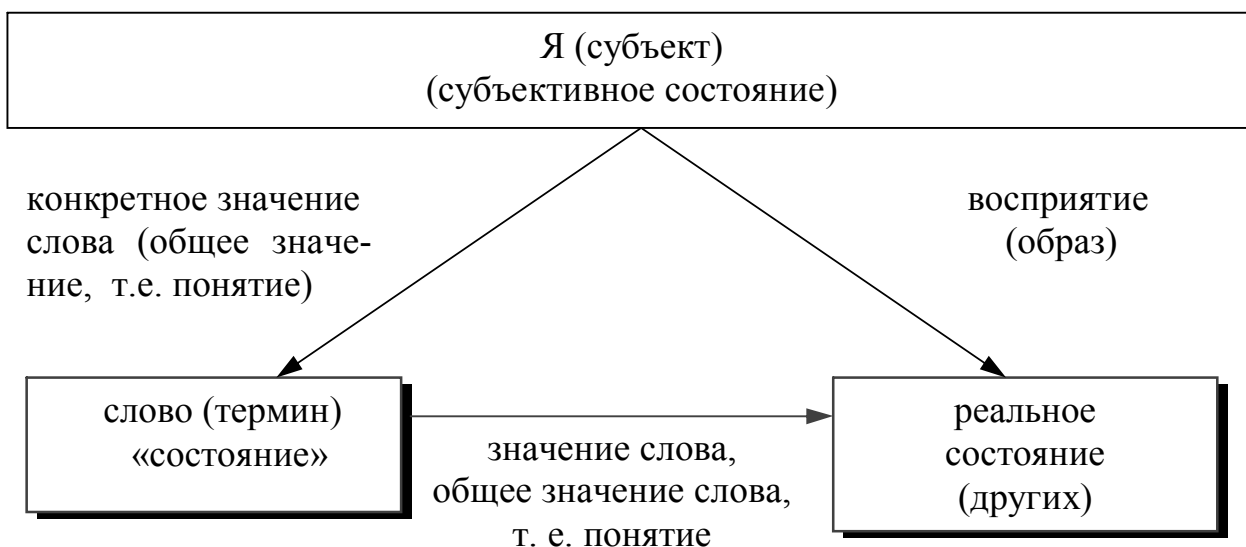 Я (субъект)
(субъективное состояние)
конкретное значение
слова (общее значе-
ние, т.е. понятие)
восприятие
(образ)
слово (термин)
«состояние»
значение слова,
общее значение слова,
т. е. понятие
реальное
состояние
(других)